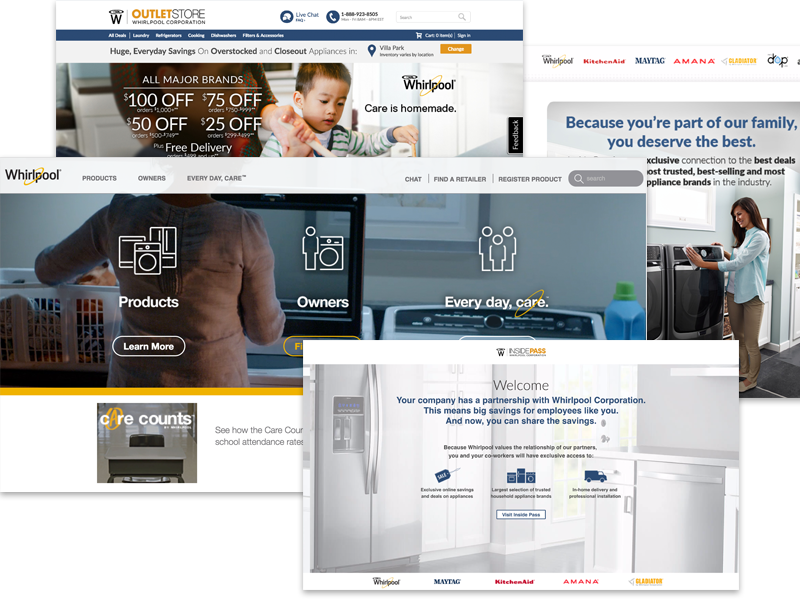 W OUTLETSTORE
WHIRLPOOL CORPORATION
Live Chat
FAQ ›
1-888-923-8505
Search
All Deals | Laundry Refrigerators Cooking Dishwashers Filters & Accessories
Cart: 0 item(s) | Sign in
Huge, Everyday Savings On Overstocked and Closeout Appliances in:
Villa Park
Inventory varies by location
Change
ALL MAJOR BRANDS
$100 OFF $75 OFF
orders $1,000+** orders $750-$999**
$50 OFF $25 OFF
orders $500-$749** orders $299-$499**
Plus
Free Delivery
orders $499 and up**
Whirlpool
Care is homemade.
Feedback
Whirlpool KitchenAid MAYTAG AMANA GLADIATOR drop
Because you're part of our family,
you deserve the best.
exclusive connection to the best deals
most trusted, best-selling and most
appliance brands in the industry.
Whirlpool
PRODUCTS OWNERS EVERY DAY, CARE™
CHAT | FIND A RETAILER | REGISTER PRODUCT
search
Products
Owners
Every day, care.
Learn More
Fi
care counts™
BY WHIRLPOOL
See how the Care Coun
school attendance rates
W INSIDEPASS
WHIRLPOOL CORPORATION
Welcome
Your company has a partnership with Whirlpool Corporation.
This means big savings for employees like you.
And now, you can share the savings.
Because Whirlpool values the relationship of our partners,
you and your co-workers will have exclusive access to:
SALE
Exclusive online savings
and deals on appliances
Largest selection of trusted
household appliance brands
In-home delivery and
professional installation
Visit Inside Pass
Whirlpool MAYTAG KitchenAid AMANA GLADIATOR